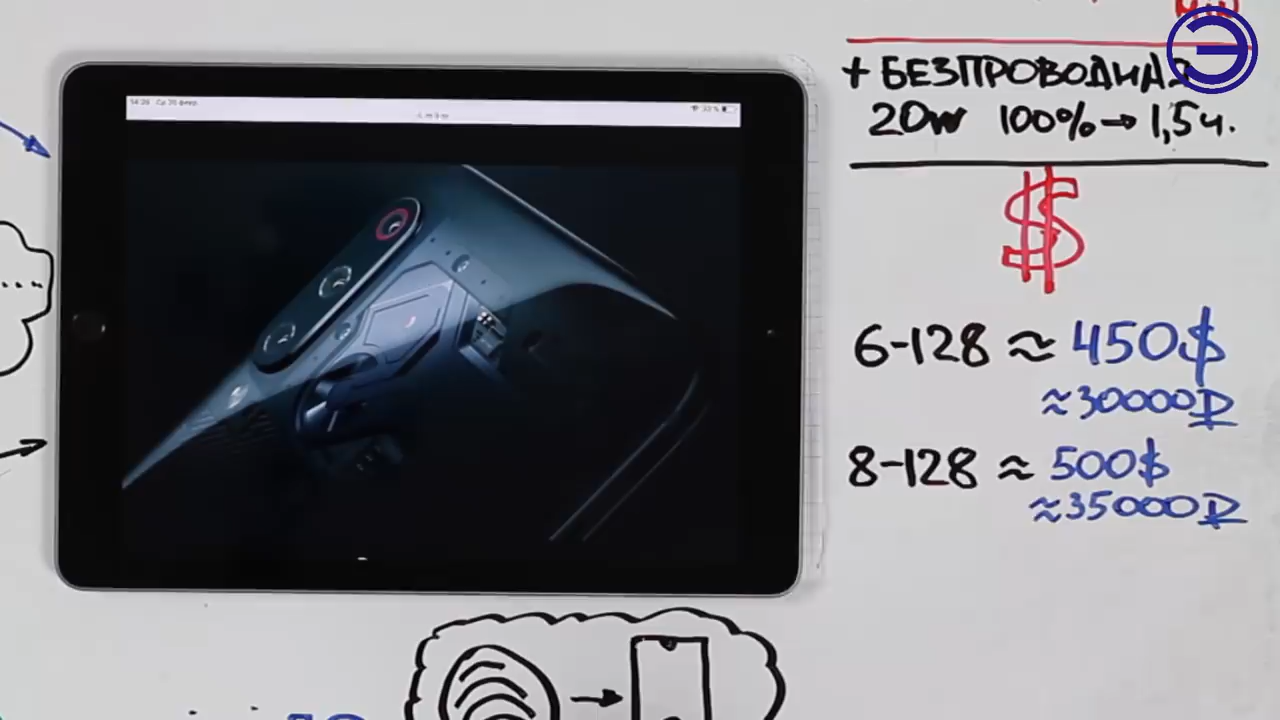 + БЕЗПРОВОДНАЯ
20w 100% → 1,5ч.
$
6-128 ≈ 450$
≈30000₽
8-128 ≈ 500$
≈35000₽
Э